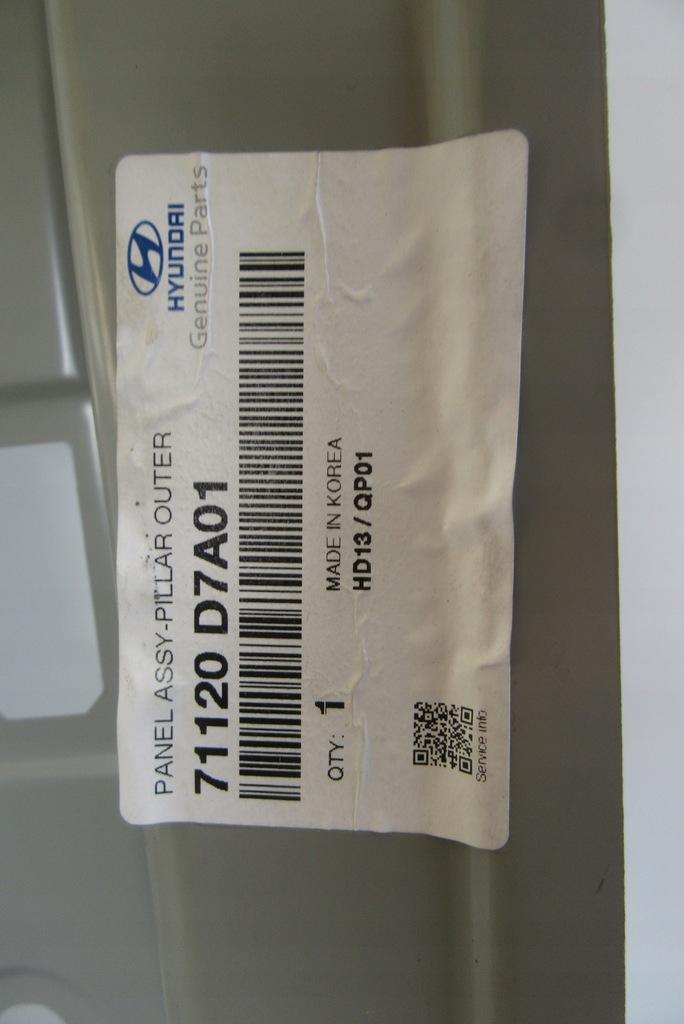 HYUNDAI
Genuine Parts
PANEL ASSY-PILLAR OUTER
71120 D7A01
QTY: 1
MADE IN KOREA
HD13 / QP01
Service info